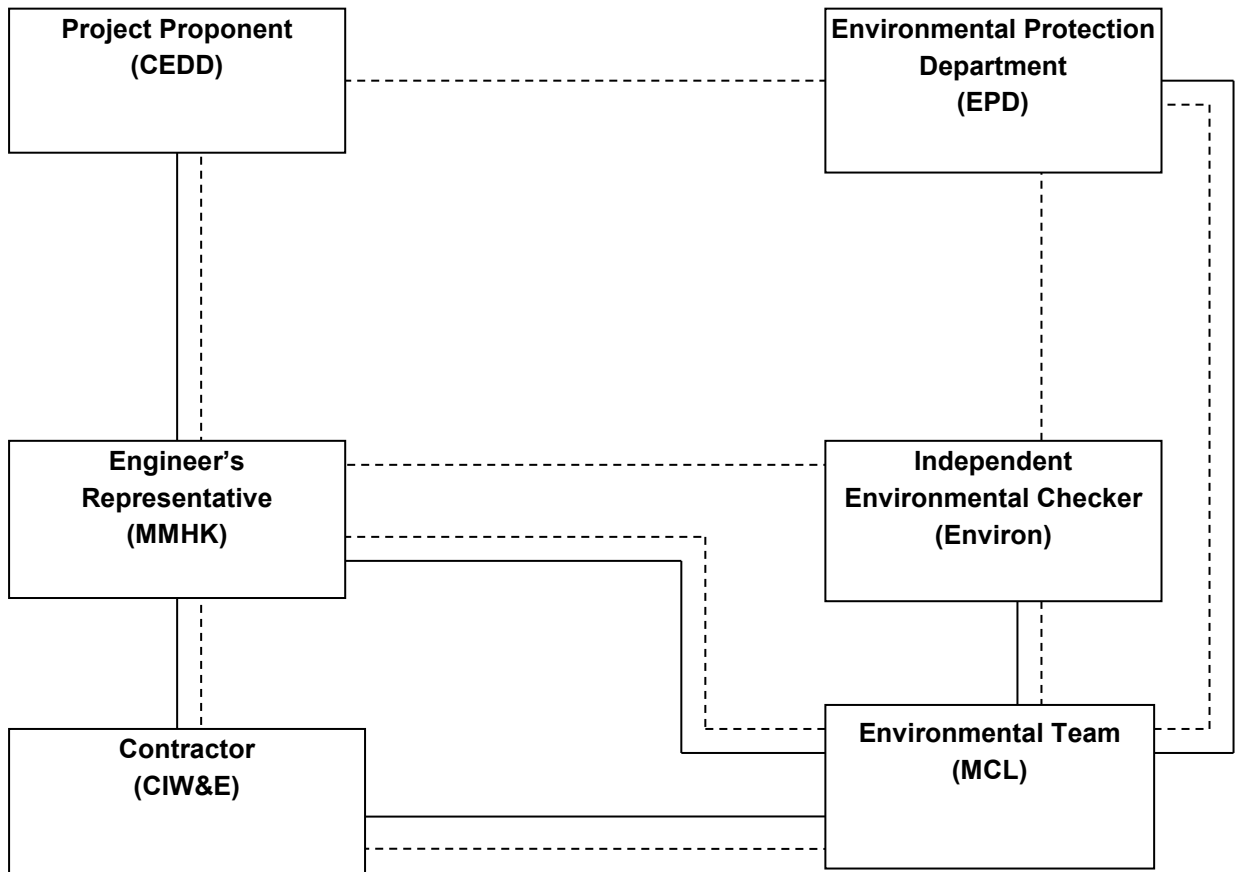 Project Proponent
(CEDD)
Environmental Protection
Department
(EPD)
Engineer’s
Representative
(MMHK)
Independent
Environmental Checker
(Environ)
Contractor
(CIW&E)
Environmental Team
(MCL)